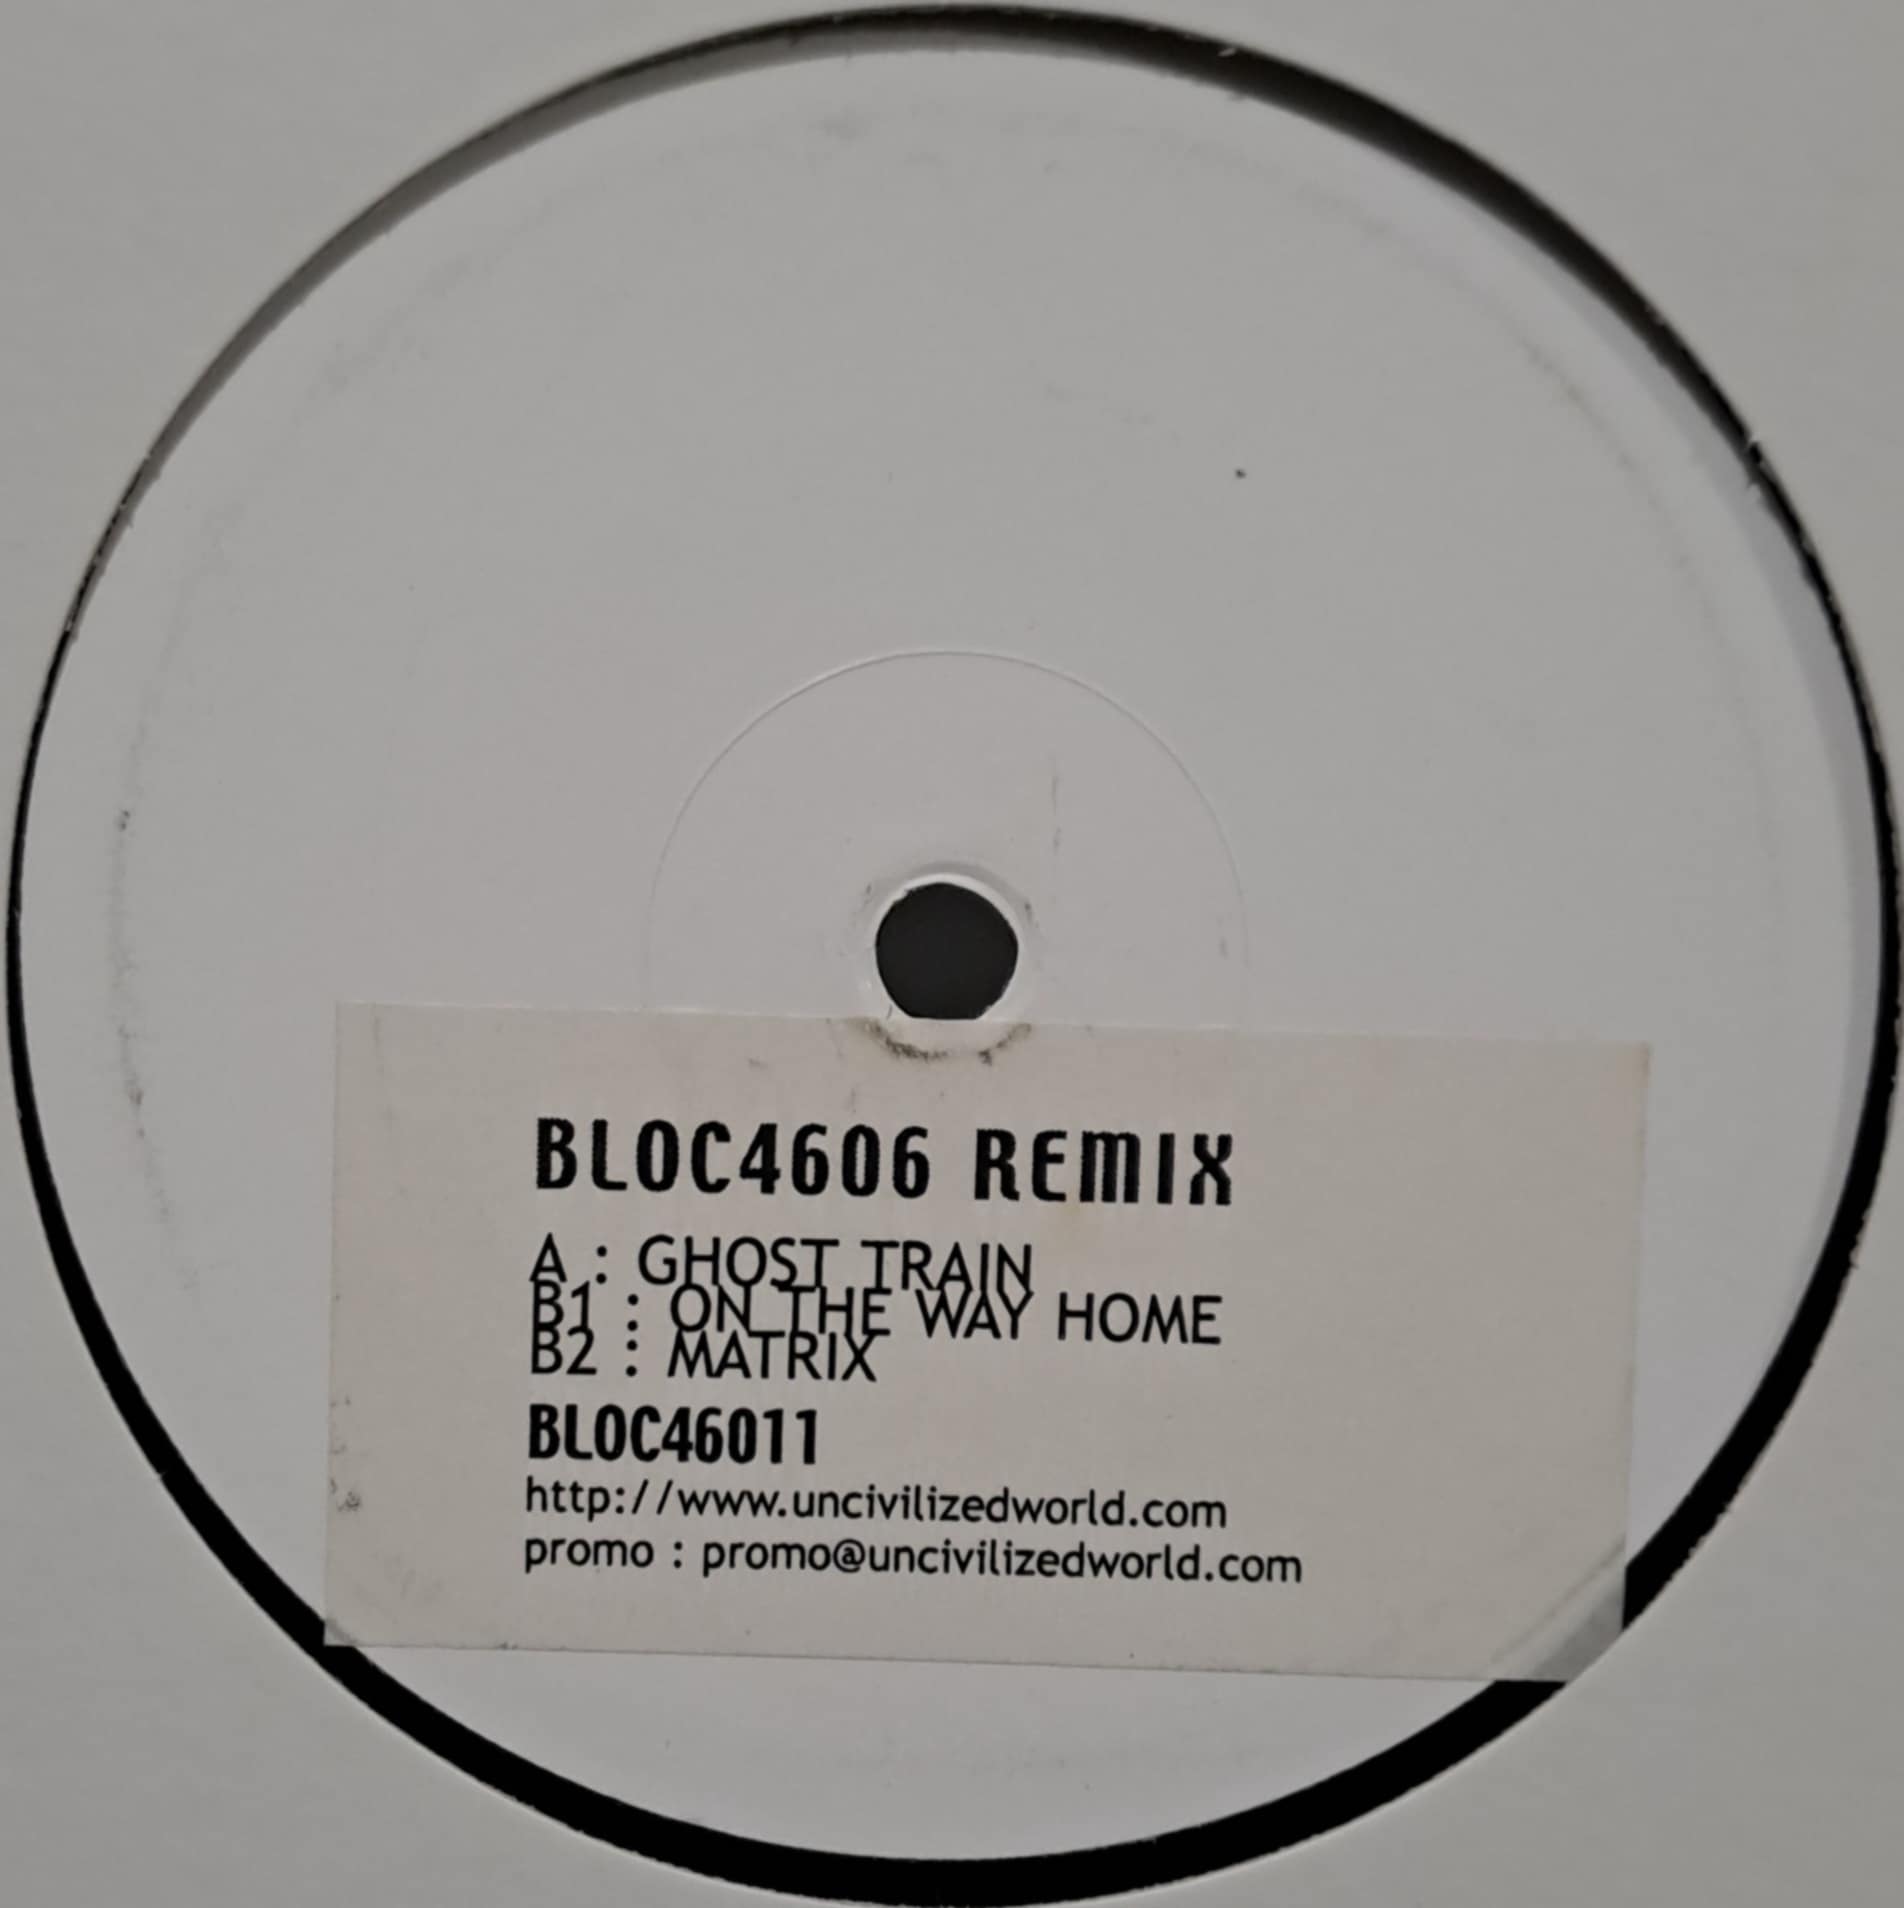 BLOC4606 REMIX
A : GHOST TRAIN
B1 : ON THE WAY HOME
B2 : MATRIX
BLOC46011
http://www.uncivilizedworld.com
promo : promo@uncivilizedworld.com